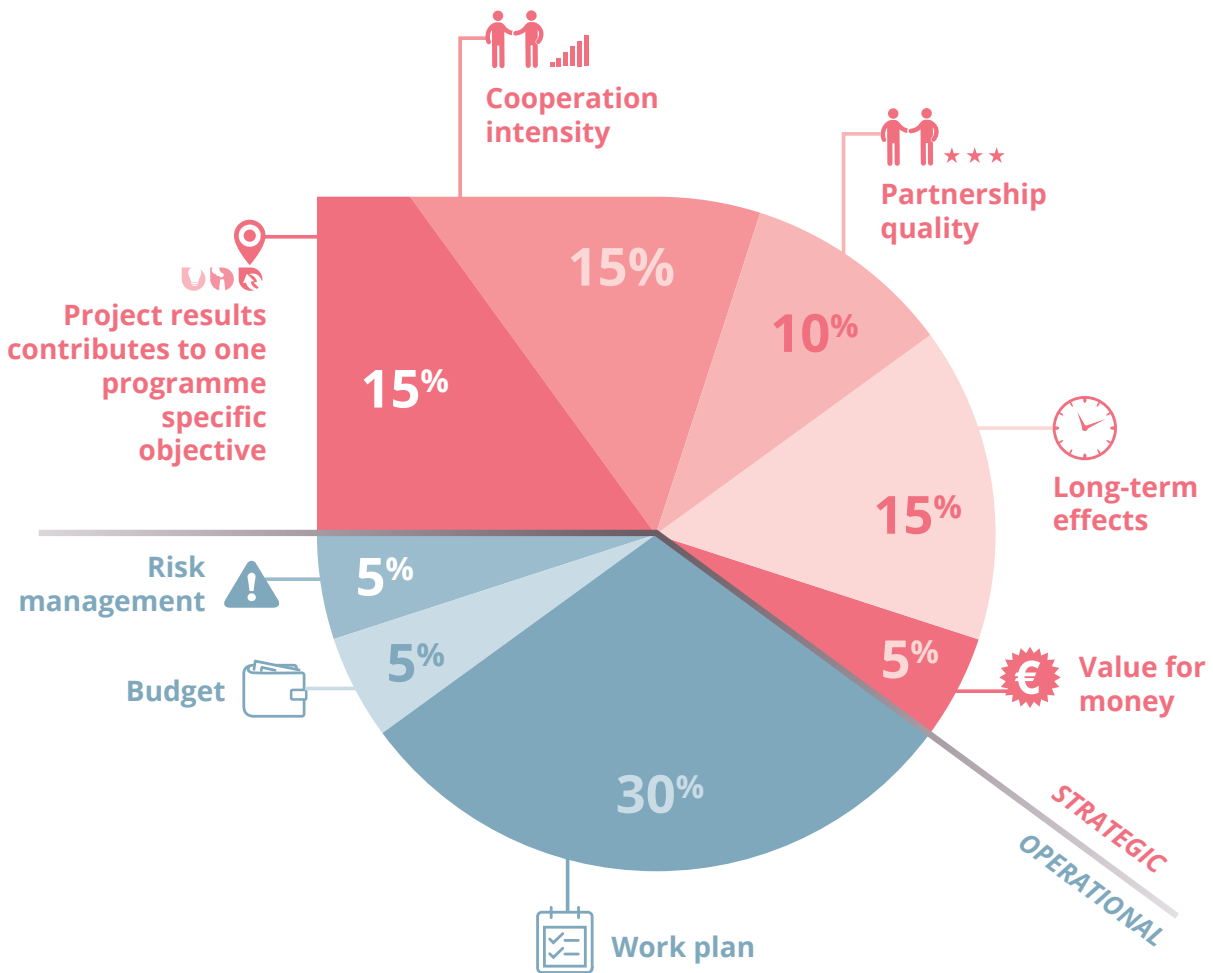 Cooperation
intensity
Partnership
quality
15%
10%
Project results
contributes to one
programme
specific
objective
15%
Long-term
effects
15%
Risk
management
5%
5%
Budget
5%
Value for
money
€
30%
STRATEGIC
OPERATIONAL
Work plan